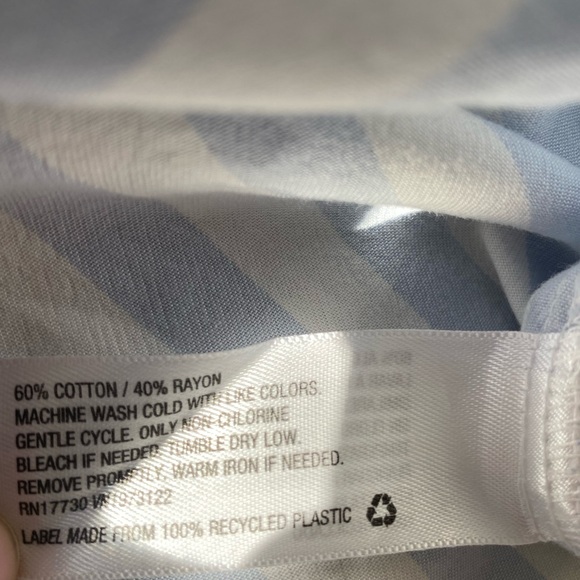 60% COTTON / 40% RAYON
MACHINE WASH COLD WITH LIKE COLORS.
GENTLE CYCLE. ONLY NON-CHLORINE
BLEACH IF NEEDED. TUMBLE DRY LOW.
REMOVE PROMPTLY, WARM IRON IF NEEDED.
RN17730 VN1973122
LABEL MADE FROM 100% RECYCLED PLASTIC